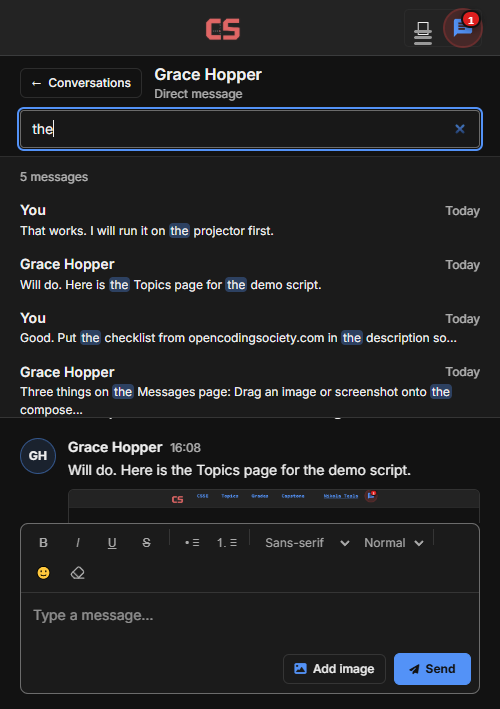 CS
1
← Conversations
Grace Hopper
Direct message
the
5 messages
You
Today
That works. I will run it on the projector first.
Grace Hopper
Today
Will do. Here is the Topics page for the demo script.
You
Today
Good. Put the checklist from opencodingsociety.com in the description so...
Grace Hopper
Today
Three things on the Messages page: Drag an image or screenshot onto the
compose...
GH
Grace Hopper 16:08
Will do. Here is the Topics page for the demo script.
CS Topics Grades Capstone
B I U S 1. Sans-serif Normal
Type a message...
Add image
Send